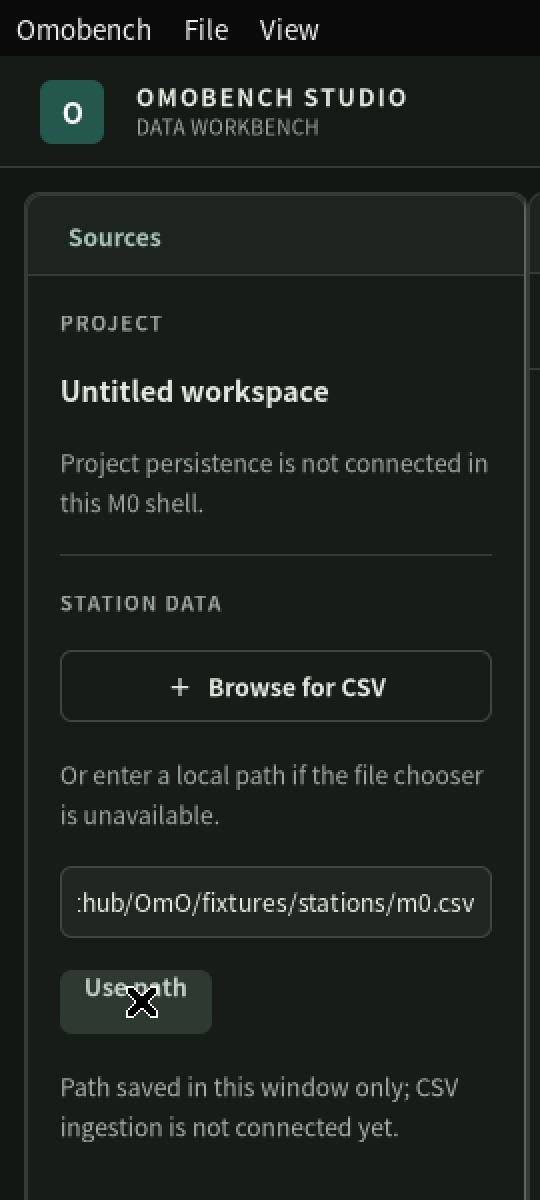 Omobench File View
O
OMOBENCH STUDIO
DATA WORKBENCH
Sources
PROJECT
Untitled workspace
Project persistence is not connected in
this M0 shell.
STATION DATA
+ Browse for CSV
Or enter a local path if the file chooser
is unavailable.
:hub/OmO/fixtures/stations/m0.csv
Use path
Path saved in this window only; CSV
ingestion is not connected yet.